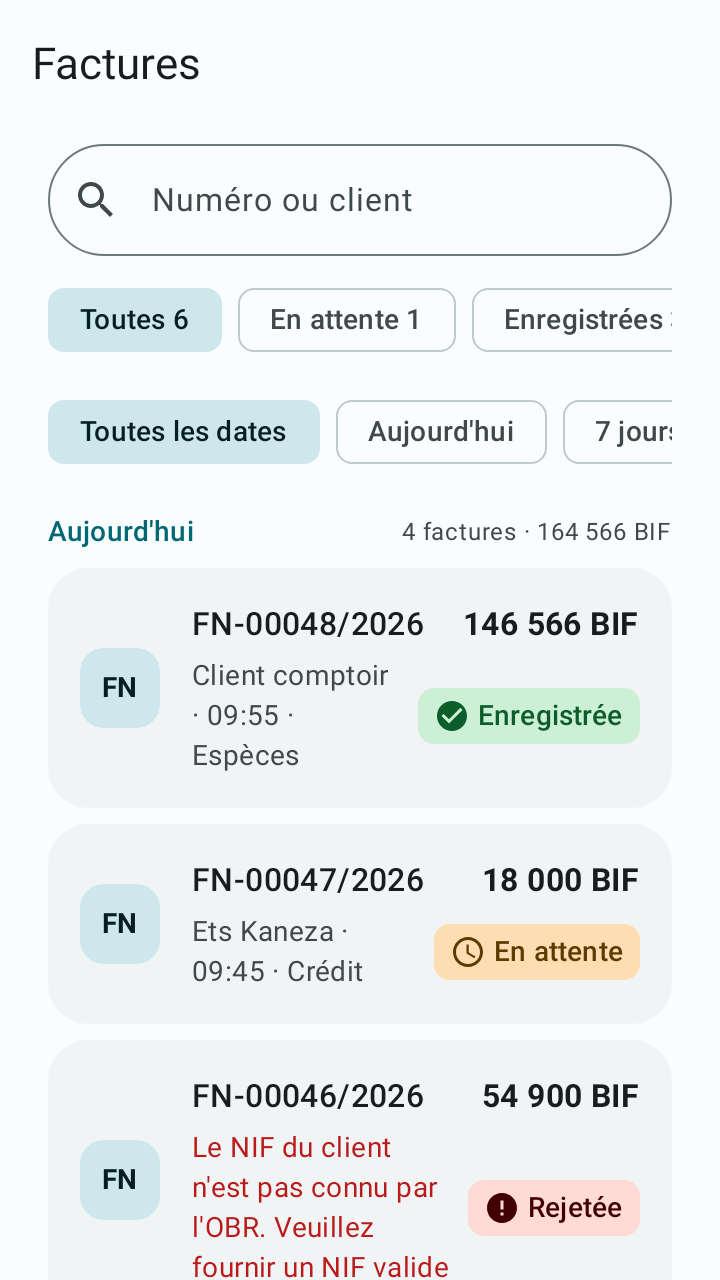 Factures
Numéro ou client
Toutes 6
En attente 1
Enregistrées
Toutes les dates
Aujourd'hui
7 jours
Aujourd'hui
4 factures · 164 566 BIF
FN
FN-00048/2026
146 566 BIF
Client comptoir
· 09:55 ·
Espèces
Enregistrée
FN
FN-00047/2026
18 000 BIF
Ets Kaneza ·
09:45 · Crédit
En attente
FN
FN-00046/2026
54 900 BIF
Le NIF du client
n'est pas connu par
l'OBR. Veuillez
fournir un NIF valide
Rejetée